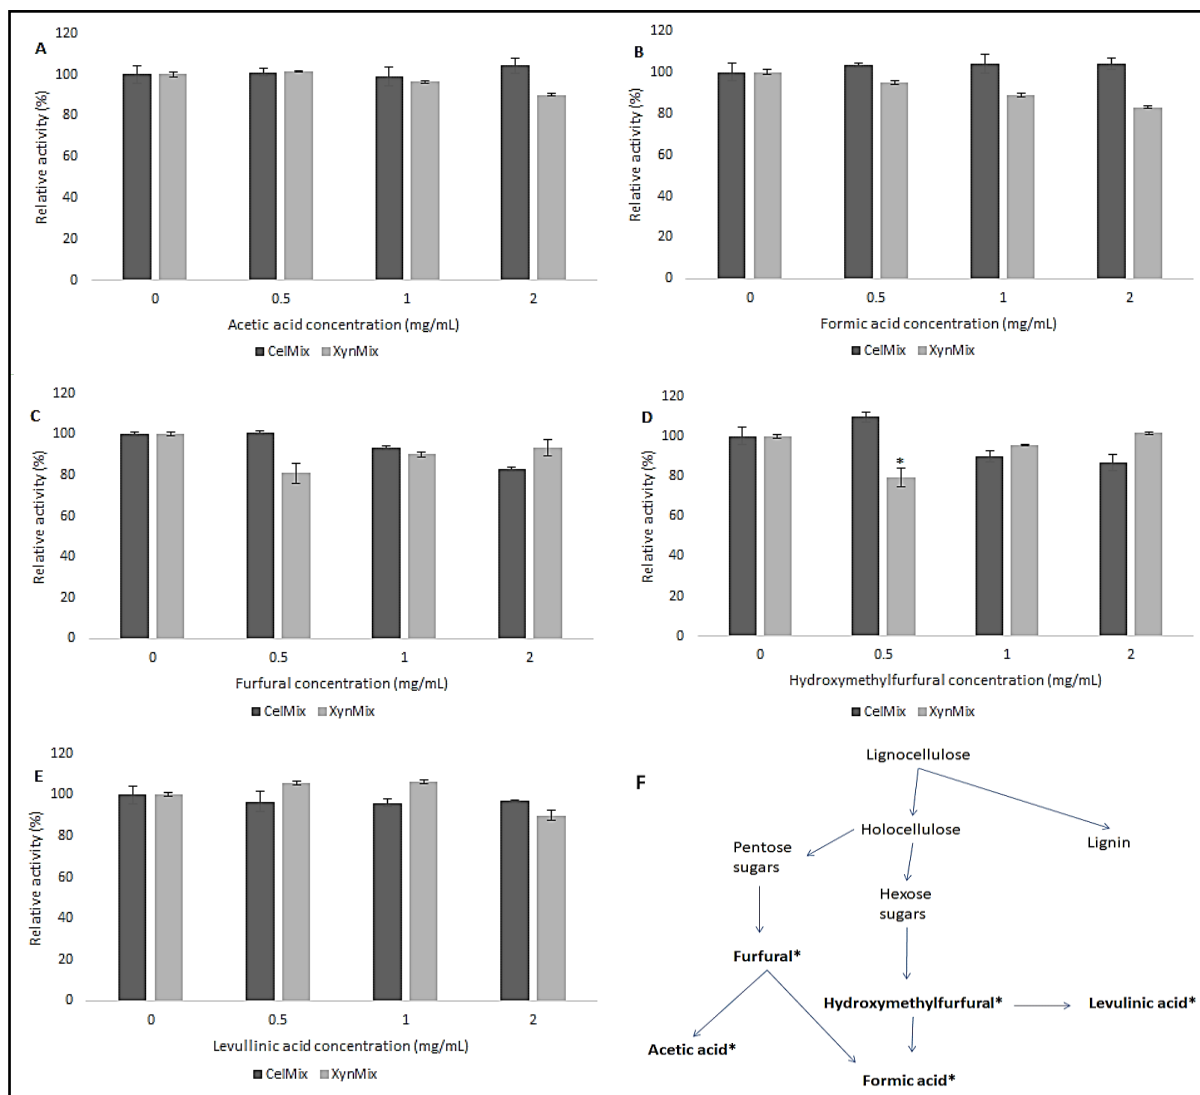 A
Relative activity (%)
120
100
80
60
40
20
0
0 0.5 1 2
Acetic acid concentration (mg/mL)
CelMix XynMix
B
Relative activity (%)
120
100
80
60
40
20
0
0 0.5 1 2
Formic acid concentration (mg/mL)
CelMix XynMix
C
Relative activity (%)
120
100
80
60
40
20
0
0 0.5 1 2
Furfural concentration (mg/mL)
CelMix XynMix
D
Relative activity (%)
120
100
80
60
40
20
0
*
0 0.5 1 2
Hydroxymethylfurfural concentration (mg/mL)
CelMix XynMix
E
Relative activity (%)
120
100
80
60
40
20
0
0 0.5 1 2
Levullinic acid concentration (mg/mL)
CelMix XynMix
F
Lignocellulose
Holocellulose
Lignin
Pentose
sugars
Hexose
sugars
Furfural*
Hydroxymethylfurfural*
Levulinic acid*
Acetic acid*
Formic acid*